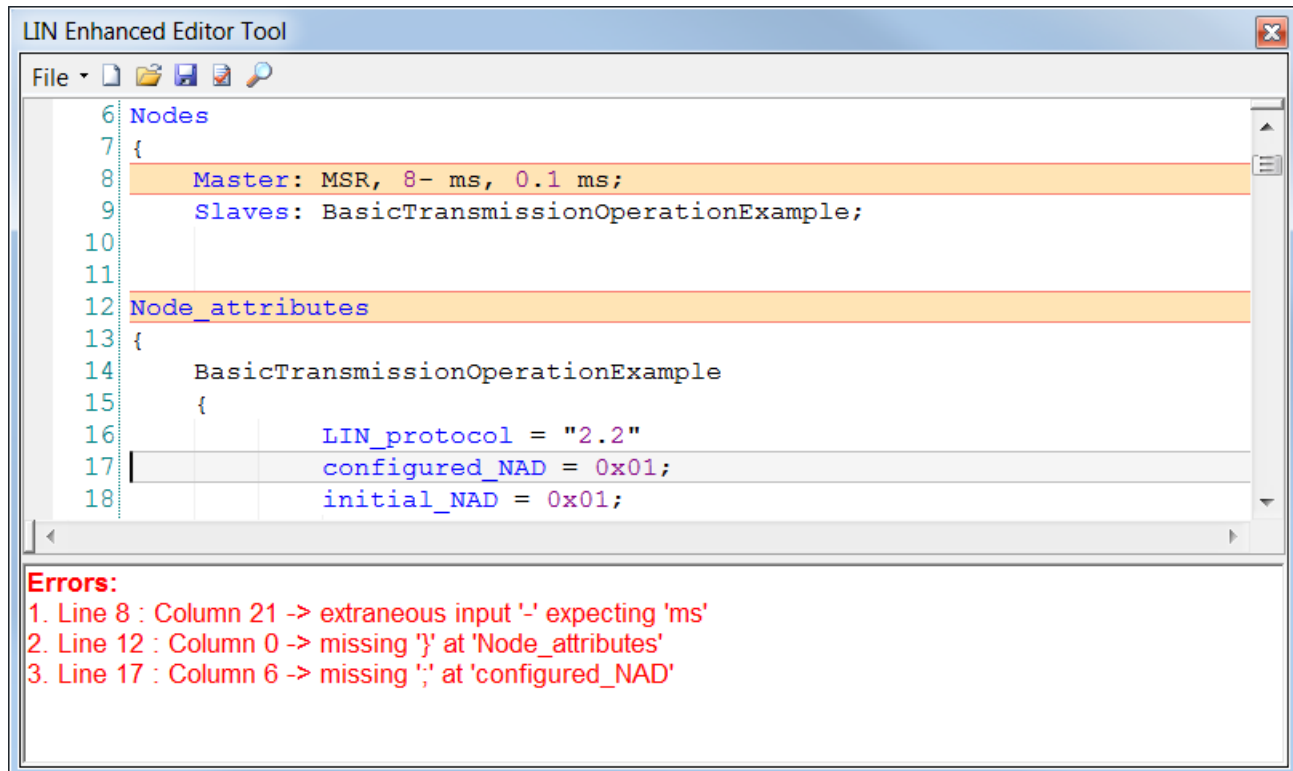 LIN Enhanced Editor Tool
File
6 Nodes
7 {
8 Master: MSR, 8- ms, 0.1 ms;
9 Slaves: BasicTransmissionOperationExample;
10
11
12 Node_attributes
13 {
14 BasicTransmissionOperationExample
15 {
16 LIN_protocol = "2.2"
17 configured_NAD = 0x01;
18 initial_NAD = 0x01;
Errors:
1. Line 8 : Column 21 -> extraneous input '-' expecting 'ms'
2. Line 12 : Column 0 -> missing '}' at 'Node_attributes'
3. Line 17 : Column 6 -> missing ';' at 'configured_NAD'